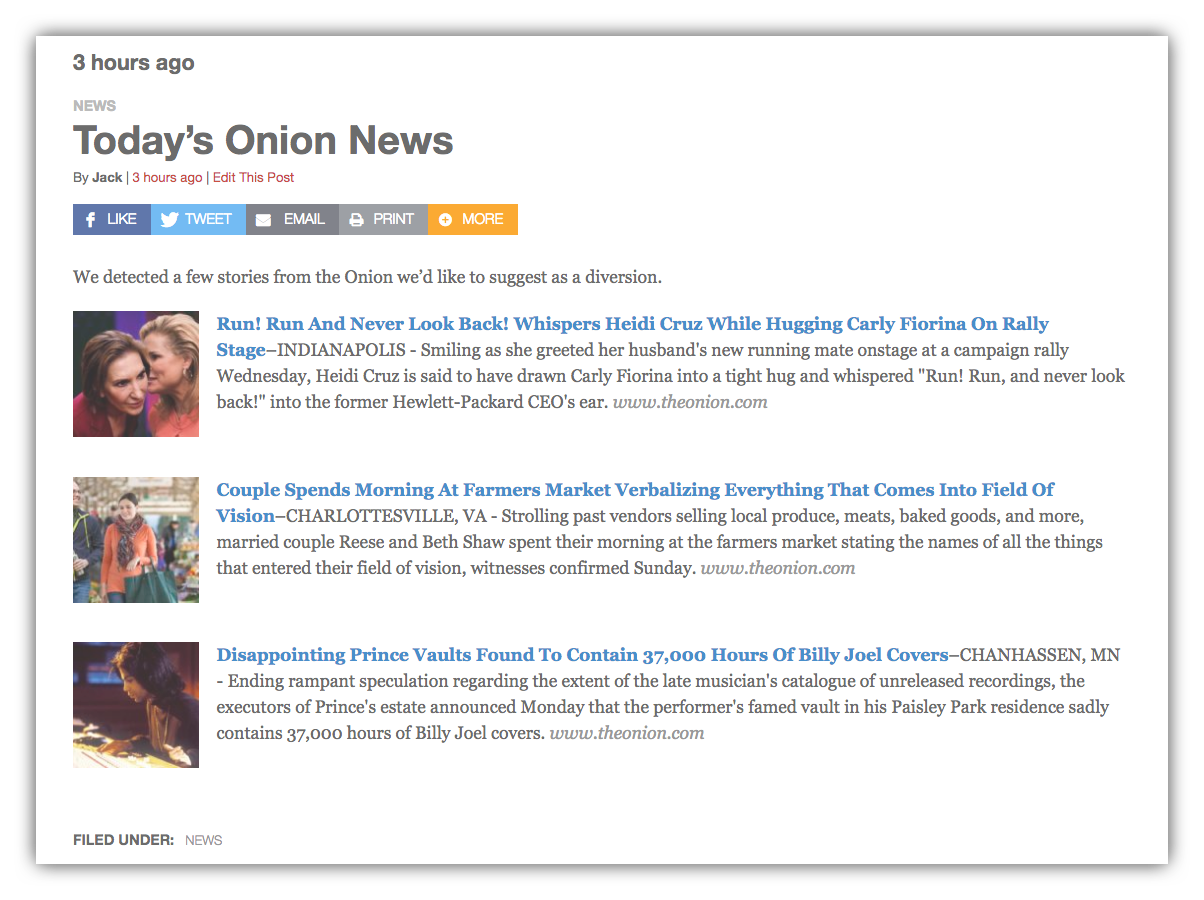 3 hours ago
NEWS
Today’s Onion News
By Jack | 3 hours ago | Edit This Post
LIKE TWEET EMAIL PRINT MORE
We detected a few stories from the Onion we’d like to suggest as a diversion.
Run! Run And Never Look Back! Whispers Heidi Cruz While Hugging Carly Fiorina On Rally
Stage–INDIANAPOLIS - Smiling as she greeted her husband's new running mate onstage at a campaign rally
Wednesday, Heidi Cruz is said to have drawn Carly Fiorina into a tight hug and whispered "Run! Run, and never look
back!" into the former Hewlett-Packard CEO's ear. www.theonion.com
Couple Spends Morning At Farmers Market Verbalizing Everything That Comes Into Field Of
Vision–CHARLOTTESVILLE, VA - Strolling past vendors selling local produce, meats, baked goods, and more,
married couple Reese and Beth Shaw spent their morning at the farmers market stating the names of all the things
that entered their field of vision, witnesses confirmed Sunday. www.theonion.com
Disappointing Prince Vaults Found To Contain 37,000 Hours Of Billy Joel Covers–CHANHASSEN, MN
- Ending rampant speculation regarding the extent of the late musician's catalogue of unreleased recordings, the
executors of Prince's estate announced Monday that the performer's famed vault in his Paisley Park residence sadly
contains 37,000 hours of Billy Joel covers. www.theonion.com
FILED UNDER: NEWS